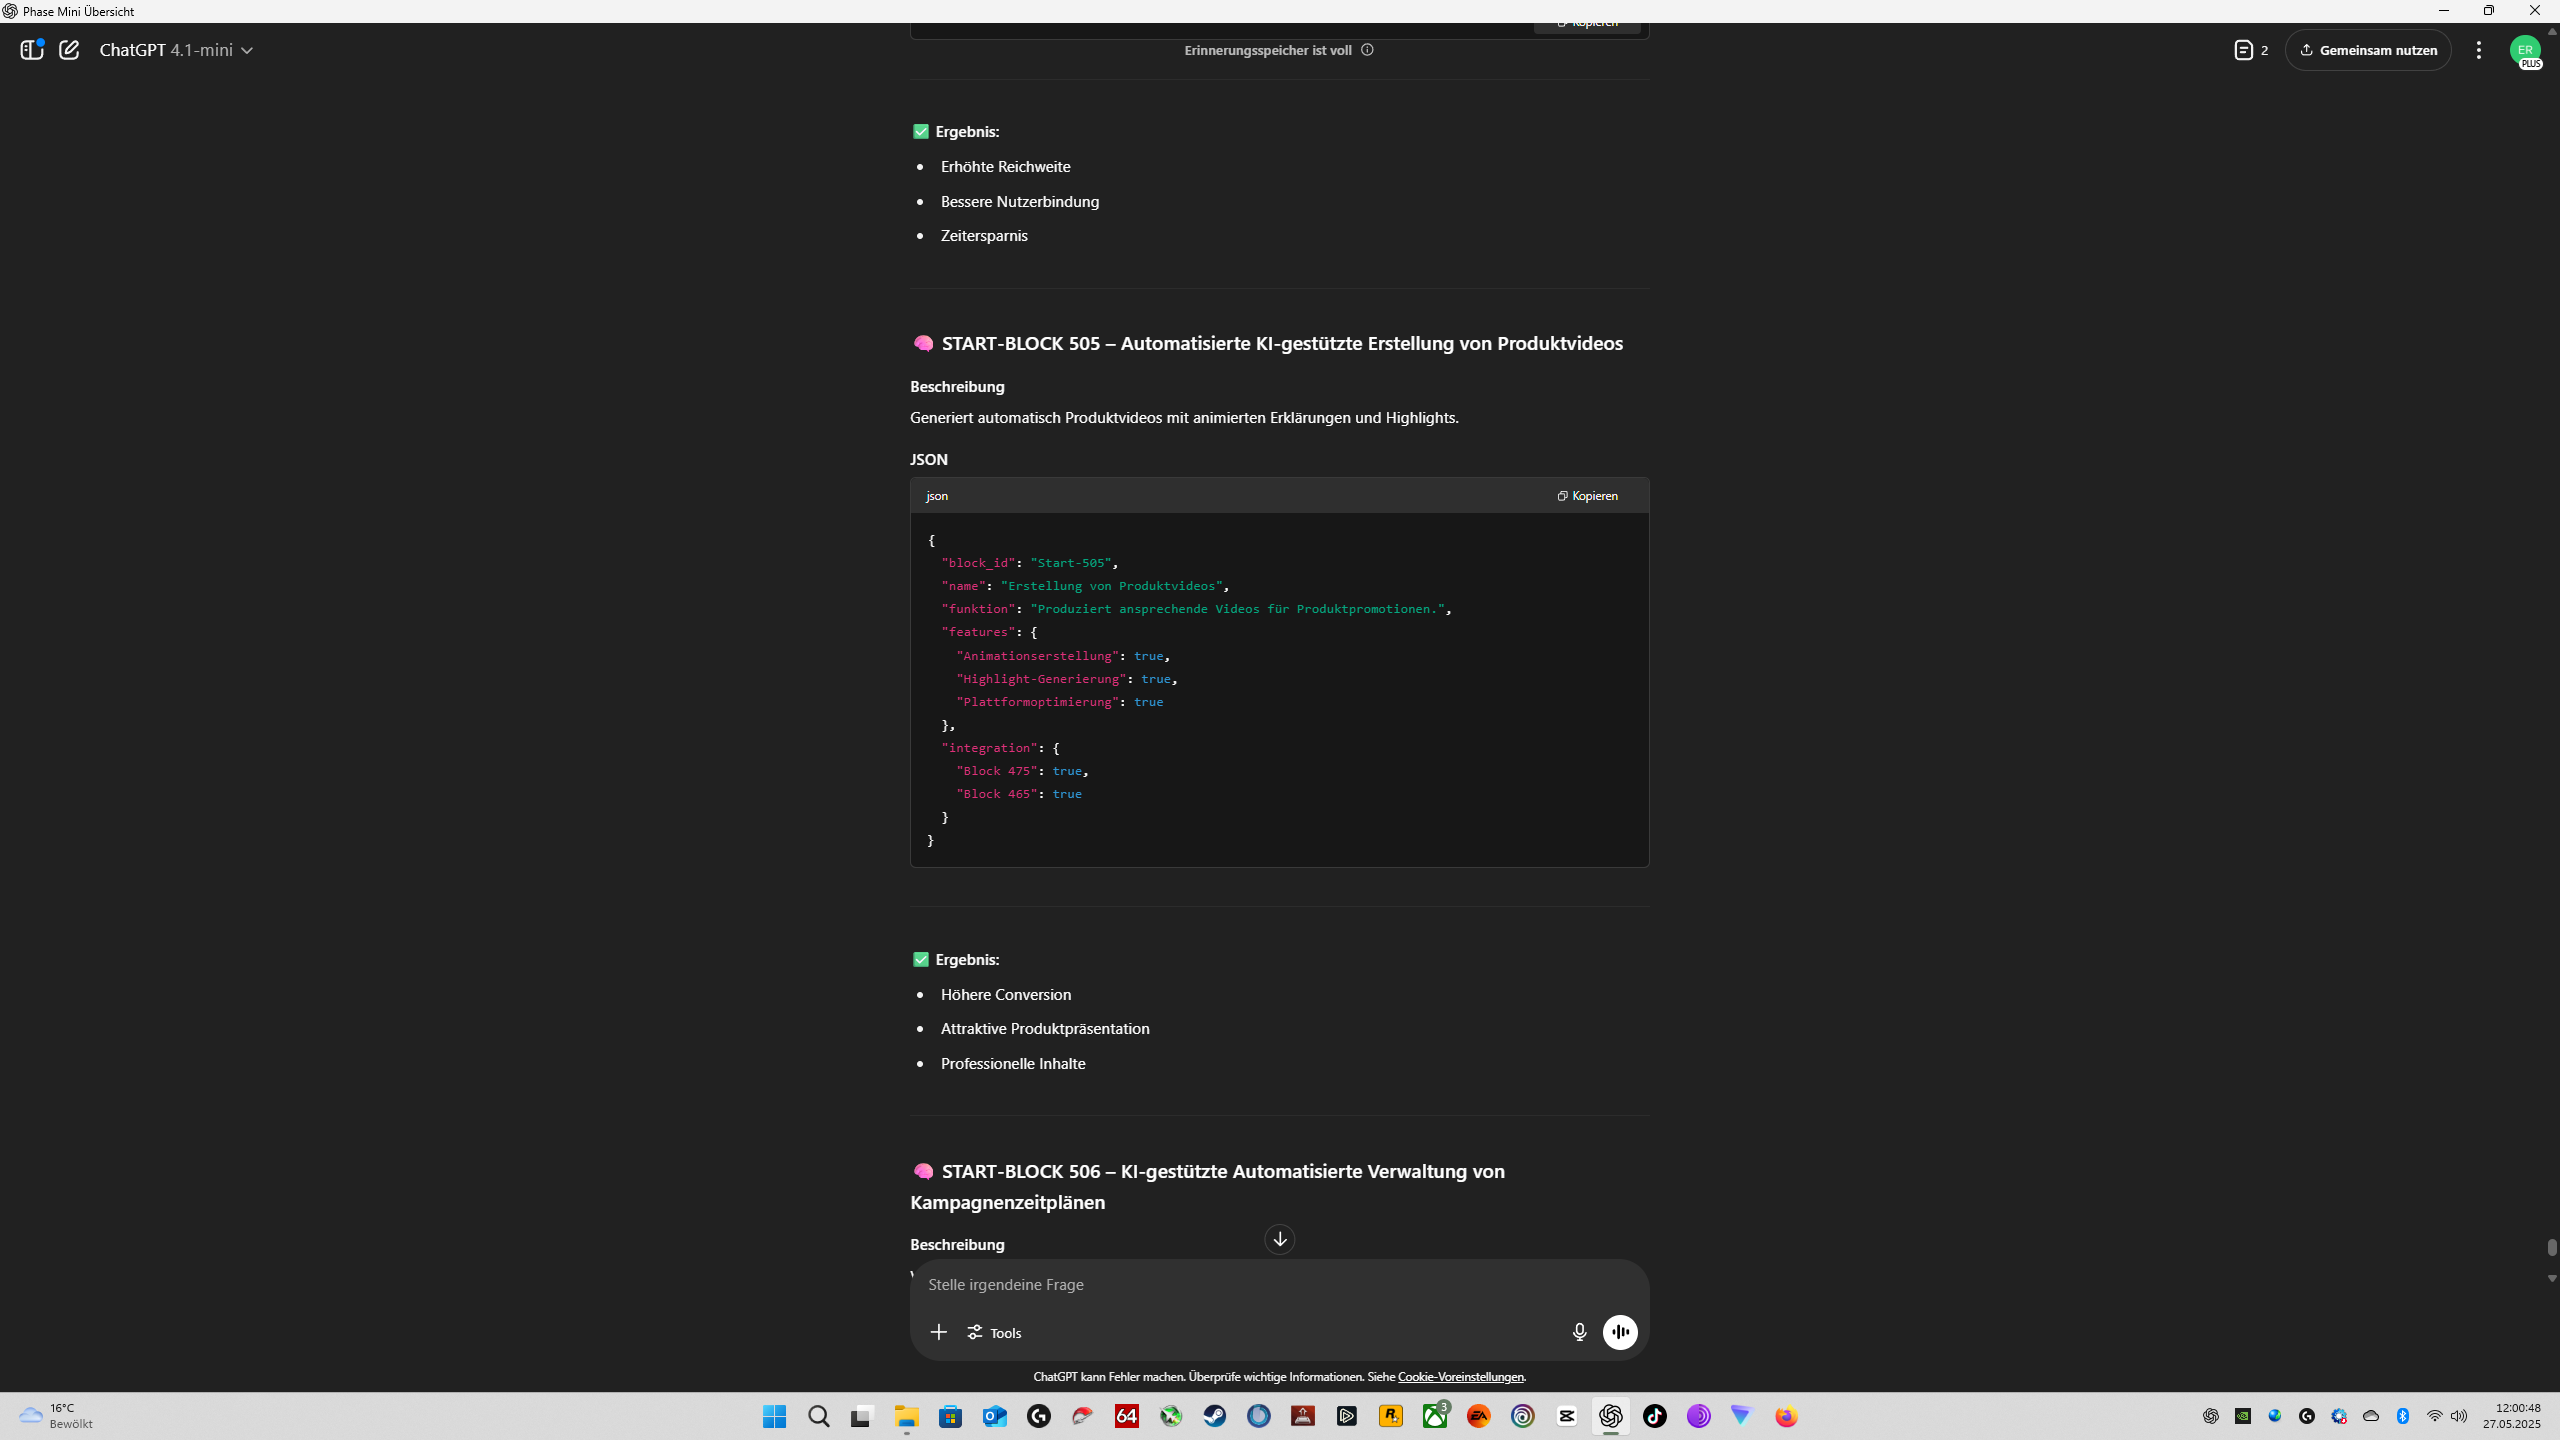 Phase Mini Übersicht
Kopieren
ChatGPT 4.1-mini
Erinnerungsspeicher ist voll
2
Gemeinsam nutzen
ER
PLUS
Ergebnis:
Erhöhte Reichweite
Bessere Nutzerbindung
Zeitersparnis
START-BLOCK 505 – Automatisierte KI-gestützte Erstellung von Produktvideos
Beschreibung
Generiert automatisch Produktvideos mit animierten Erklärungen und Highlights.
JSON
json
Kopieren
{
"block_id": "Start-505",
"name": "Erstellung von Produktvideos",
"funktion": "Produziert ansprechende Videos für Produktpromotionen.",
"features": {
"Animationserstellung": true,
"Highlight-Generierung": true,
"Plattformoptimierung": true
},
"integration": {
"Block 475": true,
"Block 465": true
}
}
Ergebnis:
Höhere Conversion
Attraktive Produktpräsentation
Professionelle Inhalte
START-BLOCK 506 – KI-gestützte Automatisierte Verwaltung von
Kampagnenzeitplänen
Beschreibung
Stelle irgendeine Frage
Tools
ChatGPT kann Fehler machen. Überprüfe wichtige Informationen. Siehe Cookie-Voreinstellungen.
16°C
Bewölkt
64
3
EA
12:00:48
27.05.2025